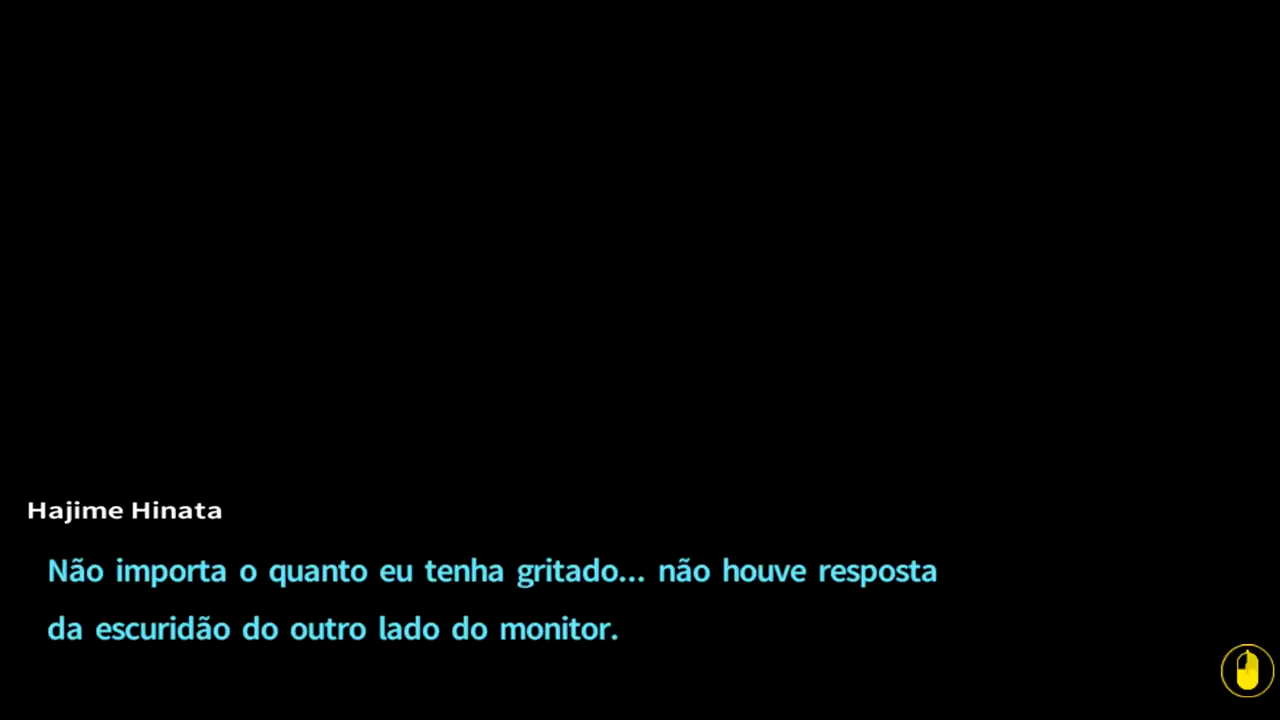 Hajime Hinata
Não importa o quanto eu tenha gritado... não houve resposta
da escuridão do outro lado do monitor.